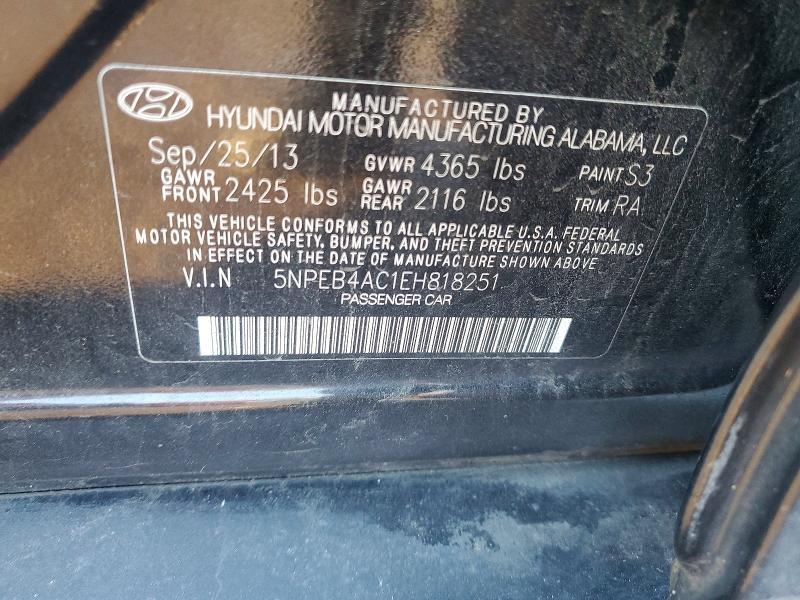 MANUFACTURED BY
HYUNDAI MOTOR MANUFACTURING ALABAMA, LLC
Sep/25/13 GVWR 4365 lbs PAINT S3
GAWR FRONT 2425 lbs GAWR REAR 2116 lbs TRIM RA
THIS VEHICLE CONFORMS TO ALL APPLICABLE U.S.A. FEDERAL
MOTOR VEHICLE SAFETY, BUMPER, AND THEFT PREVENTION STANDARDS
IN EFFECT ON THE DATE OF MANUFACTURE SHOWN ABOVE
V.I.N 5NPEB4AC1EH818251
PASSENGER CAR